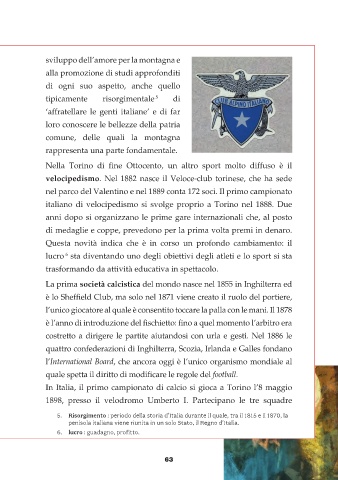 sviluppo dell'amore per la montagna e
alla promozione di studi approfonditi
di ogni suo aspetto, anche quello
tipicamente risorgimentale⁵ di
'affratellare le genti italiane' e di far
loro conoscere le bellezze della patria
comune, delle quali la montagna
rappresenta una parte fondamentale.
CLUB ALPINO ITALIANO
Nella Torino di fine Ottocento, un altro sport molto diffuso è il
velocipedismo. Nel 1882 nasce il Veloce-club torinese, che ha sede
nel parco del Valentino e nel 1889 conta 172 soci. Il primo campionato
italiano di velocipedismo si svolge proprio a Torino nel 1888. Due
anni dopo si organizzano le prime gare internazionali che, al posto
di medaglie e coppe, prevedono per la prima volta premi in denaro.
Questa novità indica che è in corso un profondo cambiamento: il
lucro⁶ sta diventando uno degli obiettivi degli atleti e lo sport si sta
trasformando da attività educativa in spettacolo.
La prima società calcistica del mondo nasce nel 1855 in Inghilterra ed
è lo Sheffield Club, ma solo nel 1871 viene creato il ruolo del portiere,
l'unico giocatore al quale è consentito toccare la palla con le mani. Il 1878
è l'anno di introduzione del fischietto: fino a quel momento l'arbitro era
costretto a dirigere le partite aiutandosi con urla e gesti. Nel 1886 le
quattro confederazioni di Inghilterra, Scozia, Irlanda e Galles fondano
l'International Board, che ancora oggi è l'unico organismo mondiale al
quale spetta il diritto di modificare le regole del football.
In Italia, il primo campionato di calcio si gioca a Torino l'8 maggio
1898, presso il velodromo Umberto I. Partecipano le tre squadre
5. Risorgimento : periodo della storia d'Italia durante il quale, tra il 1815 e il 1870, la
penisola italiana viene riunita in un solo Stato, il Regno d'Italia.
6. lucro : guadagno, profitto.
63